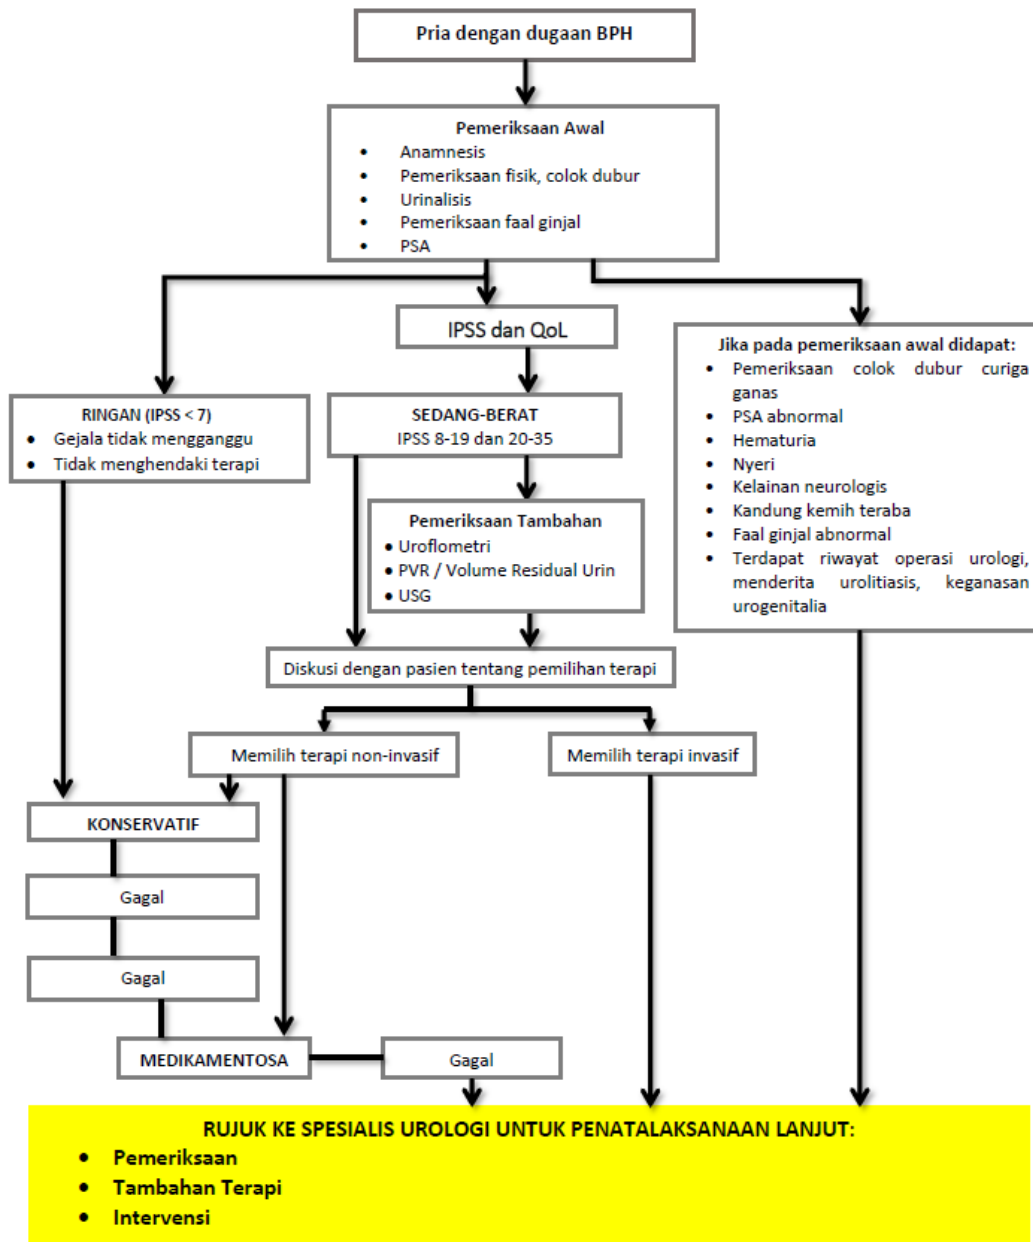 Pria dengan dugaan BPH
Pemeriksaan Awal
• Anamnesis
• Pemeriksaan fisik, colok dubur
• Urinalisis
• Pemeriksaan faal ginjal
• PSA
IPSS dan QoL
Jika pada pemeriksaan awal didapat:
• Pemeriksaan colok dubur curiga
ganas
• PSA abnormal
• Hematuria
• Nyeri
• Kelainan neurologis
• Kandung kemih teraba
• Faal ginjal abnormal
• Terdapat riwayat operasi urologi,
menderita urolitiasis, keganasan
urogenitalia
RINGAN (IPSS < 7)
• Gejala tidak mengganggu
• Tidak menghendaki terapi
SEDANG-BERAT
IPSS 8-19 dan 20-35
Pemeriksaan Tambahan
• Uroflometri
• PVR / Volume Residual Urin
• USG
Diskusi dengan pasien tentang pemilihan terapi
Memilih terapi non-invasif
Memilih terapi invasif
KONSERVATIF
Gagal
Gagal
MEDIKAMENTOSA
Gagal
RUJUK KE SPESIALIS UROLOGI UNTUK PENATALAKSANAAN LANJUT:
• Pemeriksaan
• Tambahan Terapi
• Intervensi